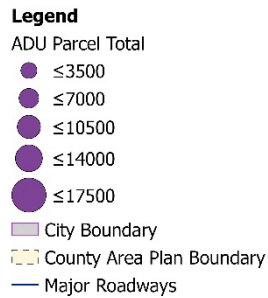 Legend
ADU Parcel Total
≤3500
≤7000
≤10500
≤14000
≤17500
City Boundary
County Area Plan Boundary
Major Roadways